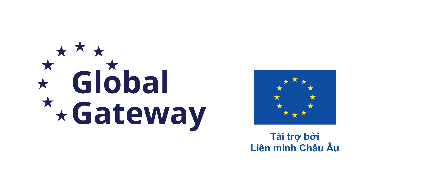 Global
Gateway
Tài trợ bởi
Liên minh Châu Âu